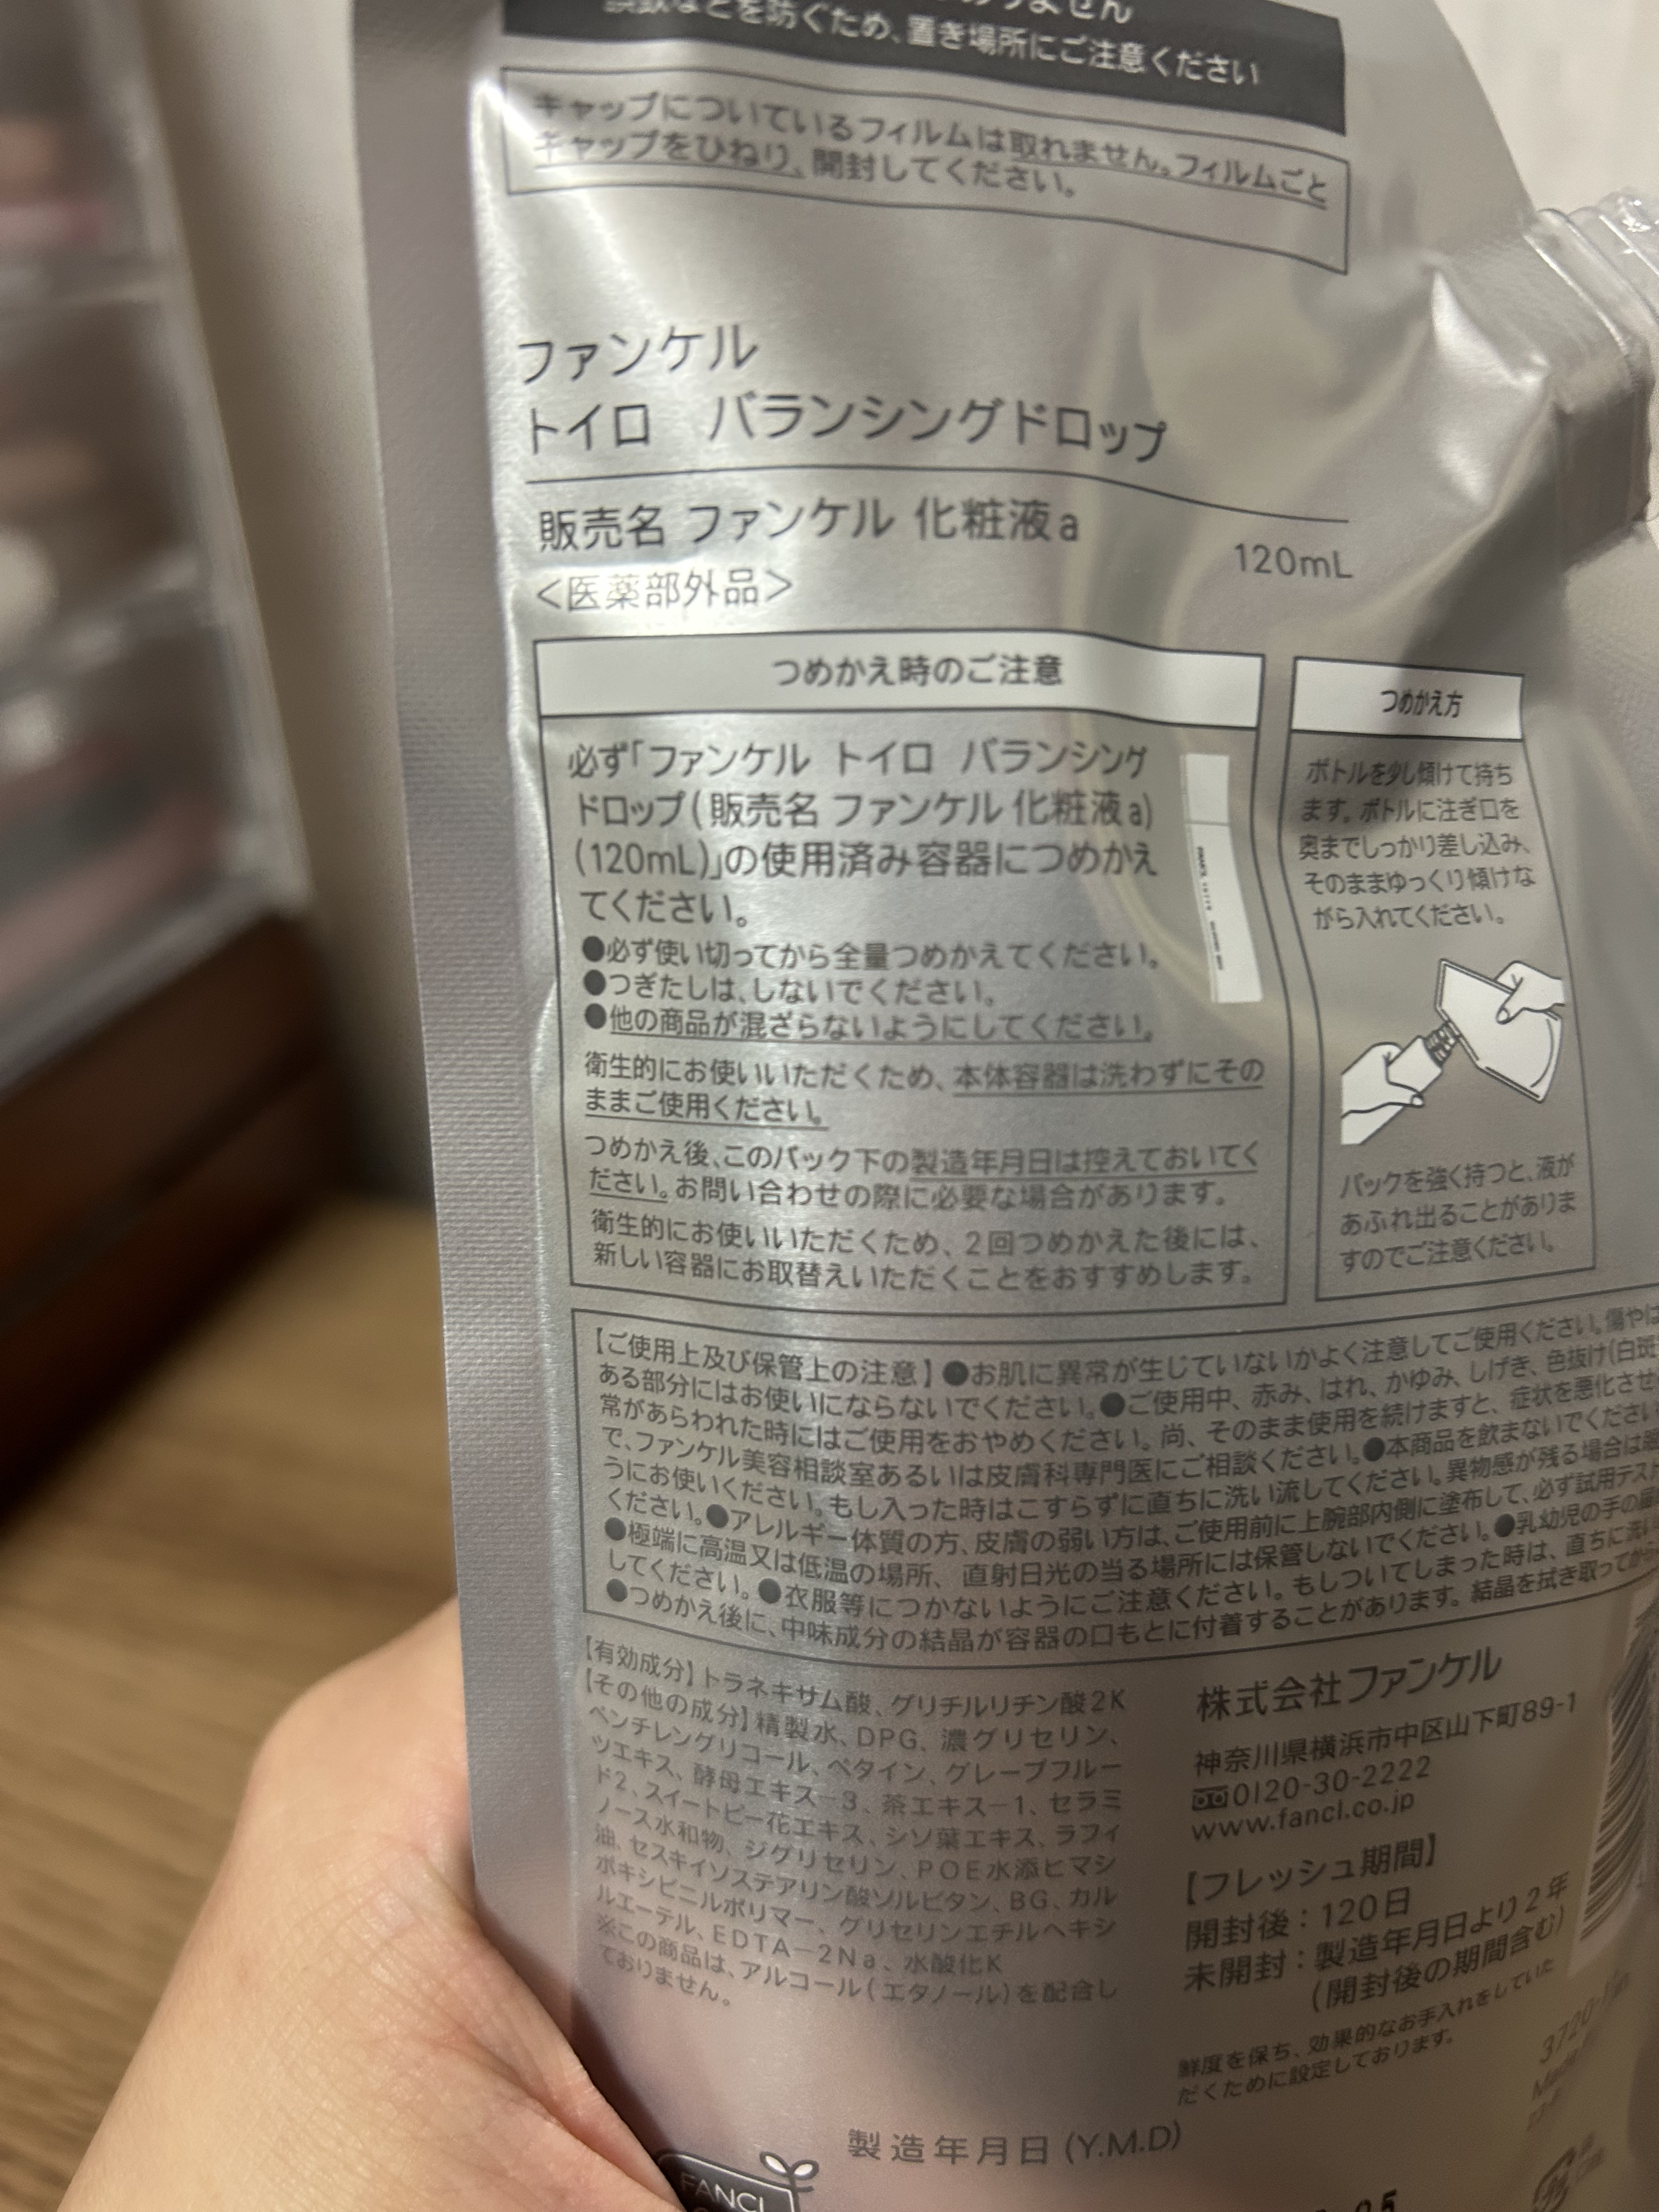 誤飲などを防ぐため、置き場所にご注意ください
キャップについているフィルムは取れません。フィルムごと
キャップをひねり、開封してください。
ファンケル
トイロ バランシングドロップ
販売名 ファンケル 化粧液a
120mL
<医薬部外品>
つめかえ時のご注意
必ず「ファンケル トイロ バランシング
ドロップ(販売名 ファンケル 化粧液a)
(120mL)」の使用済み容器につめかえ
てください。
●必ず使い切ってから全量つめかえてください。
●つぎたしは、しないでください。
●他の商品が混ざらないようにしてください。
衛生的にお使いいただくため、本体容器は洗わずにその
ままご使用ください。
つめかえ後、このパック下の製造年月日は控えておいてく
ださい。お問い合わせの際に必要な場合があります。
衛生的にお使いいただくため、2回つめかえた後には、
新しい容器にお取替えいただくことをおすすめします。
つめかえ方
ボトルを少し傾けて持ち
ます。ボトルに注ぎ口を
奥までしっかり差し込み、
そのままゆっくり傾けな
がら入れてください。
パックを強く持つと、液が
あふれ出ることがありま
すのでご注意ください。
【ご使用上及び保管上の注意】●お肌に異常が生じていないかよく注意してご使用ください。傷やは
ある部分にはお使いにならないでください。●ご使用中、赤み、はれ、かゆみ、しげき、色抜け(白斑
常があらわれた時にはご使用をおやめください。尚、そのまま使用を続けますと、症状を悪化させ
で、ファンケル美容相談室あるいは皮膚科専門医にご相談ください。●本商品を飲まないでください
うにお使いください。もし入った時はこすらずに直ちに洗い流してください。異物感が残る場合は
ください。●アレルギー体質の方、皮膚の弱い方は、ご使用前に上腕部内側に塗布して、必ず試用テスト
●極端に高温又は低温の場所、直射日光の当る場所には保管しないでください。●乳幼児の手の
してください。●衣服等につかないようにご注意ください。もしついてしまった時は、直ちに洗い
●つめかえ後に、中味成分の結晶が容器の口もとに付着することがあります。結晶を拭き取ってから
【有効成分】トラネキサム酸、グリチルリチン酸2K
【その他の成分】精製水、DPG、濃グリセリン、
ペンチレングリコール、ベタイン、グレープフルー
ツエキス、酵母エキス-3、茶エキス-1、セラミ
ド2、スイートピー花エキス、シソ葉エキス、ラフィ
ノース水和物、ジグリセリン、POE水添ヒマシ
油、セスキイソステアリン酸ソルビタン、BG、カル
ボキシビニルポリマー、グリセリンエチルヘキシ
ルエーテル、EDTA-2Na、水酸化K
※この商品は、アルコール(エタノール)を配合し
ておりません。
株式会社ファンケル
神奈川県横浜市中区山下町89-1
0120-30-2222
www.fancl.co.jp
【フレッシュ期間】
開封後:120日
未開封:製造年月日より2年
(開封後の期間含む)
鮮度を保ち、効果的なお手入れをしていた
だくために設定しております。
製造年月日(Y.M.D)
FANCL